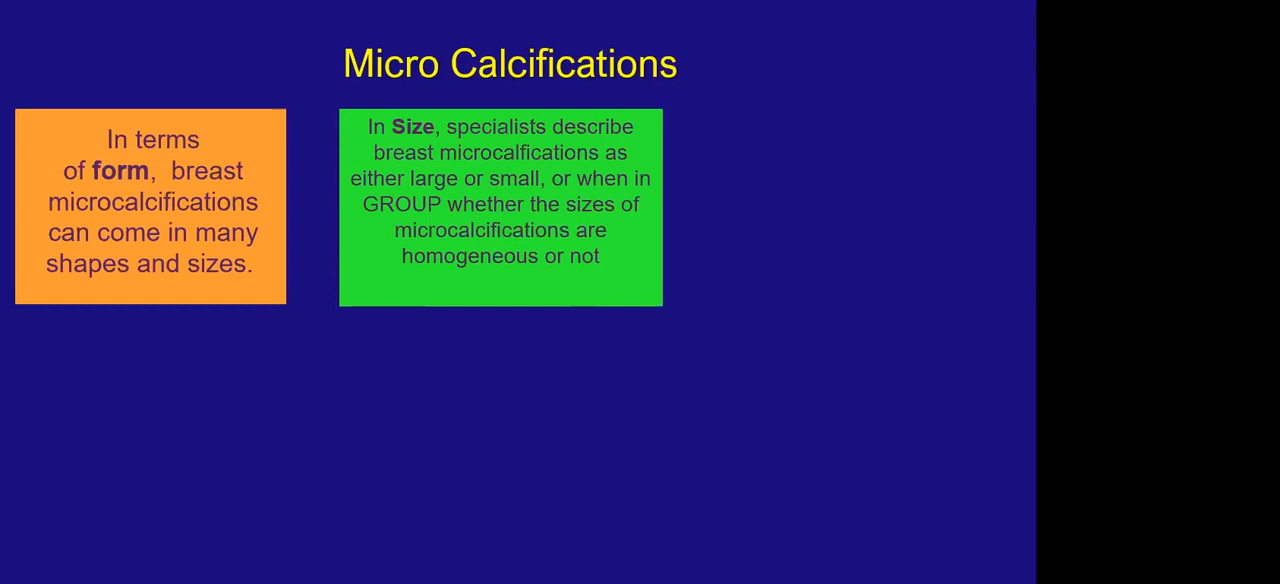 Micro Calcifications
In terms
of form, breast
microcalcifications
can come in many
shapes and sizes.
In Size, specialists describe
breast microcalfications as
either large or small, or when in
GROUP whether the sizes of
microcalcifications are
homogeneous or not